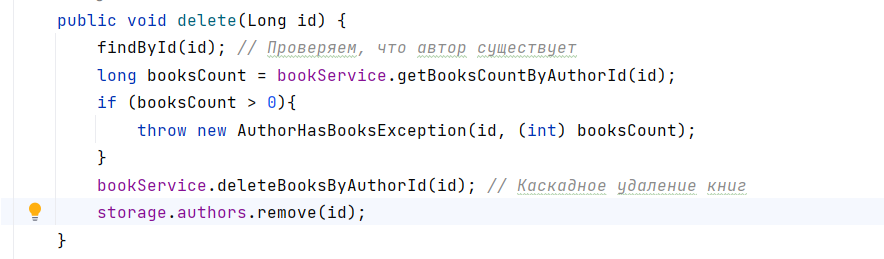 public void delete(Long id) {
    findById(id); // Проверяем, что автор существует
    long booksCount = bookService.getBooksCountByAuthorId(id);
    if (booksCount > 0){
        throw new AuthorHasBooksException(id, (int) booksCount);
    }
    bookService.deleteBooksByAuthorId(id); // Каскадное удаление книг
    storage.authors.remove(id);
}